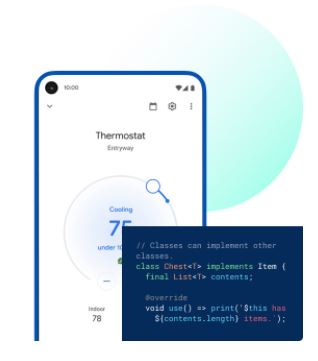 10:00
Thermostat
Entryway
Cooling
75
under 10
Indoor
78
// Classes can implement other
classes.
class Chest<T> implements Item {
final List<T> contents;
@override
void use() => print('$this has
${contents.length} items.');